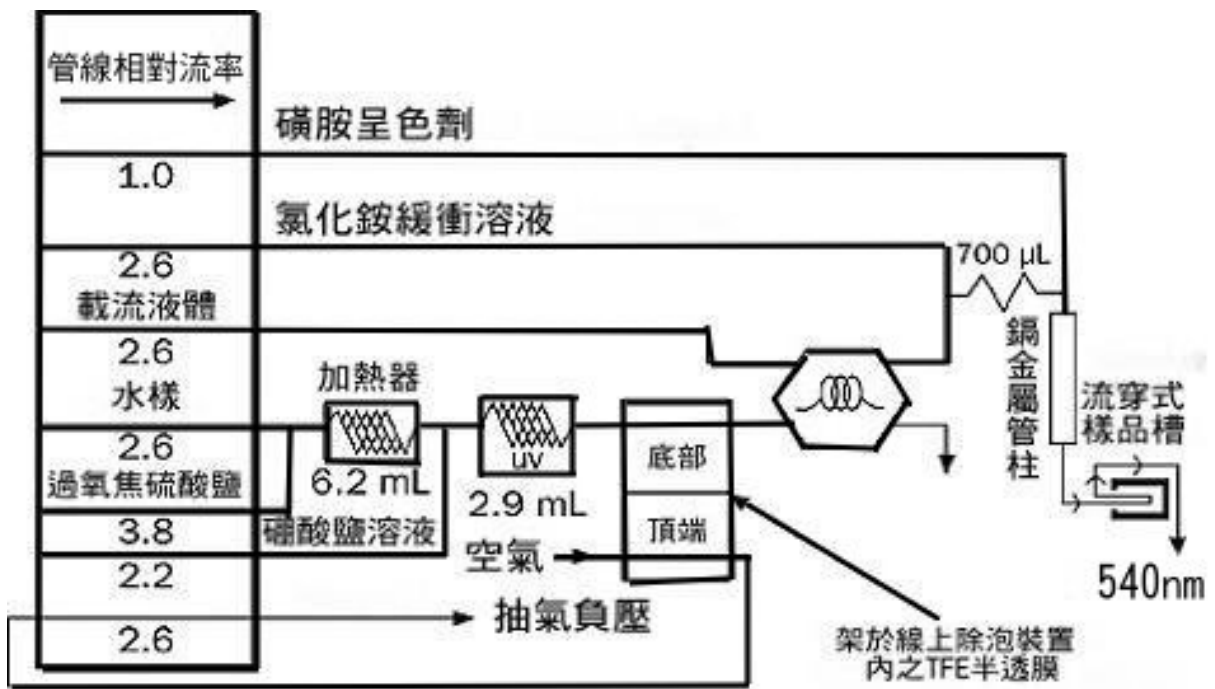 管線相對流率
磺胺呈色劑
1.0
氯化銨緩衝溶液
2.6
載流液體
700 μL
2.6
水樣
加熱器
鎘金屬管柱
流穿式
樣品槽
2.6
過氧焦硫酸鹽
6.2 mL
uv
2.9 mL
底部
頂端
3.8
硼酸鹽溶液
空氣
2.2
540nm
抽氣負壓
2.6
架於線上除泡裝置
內之TFE半透膜